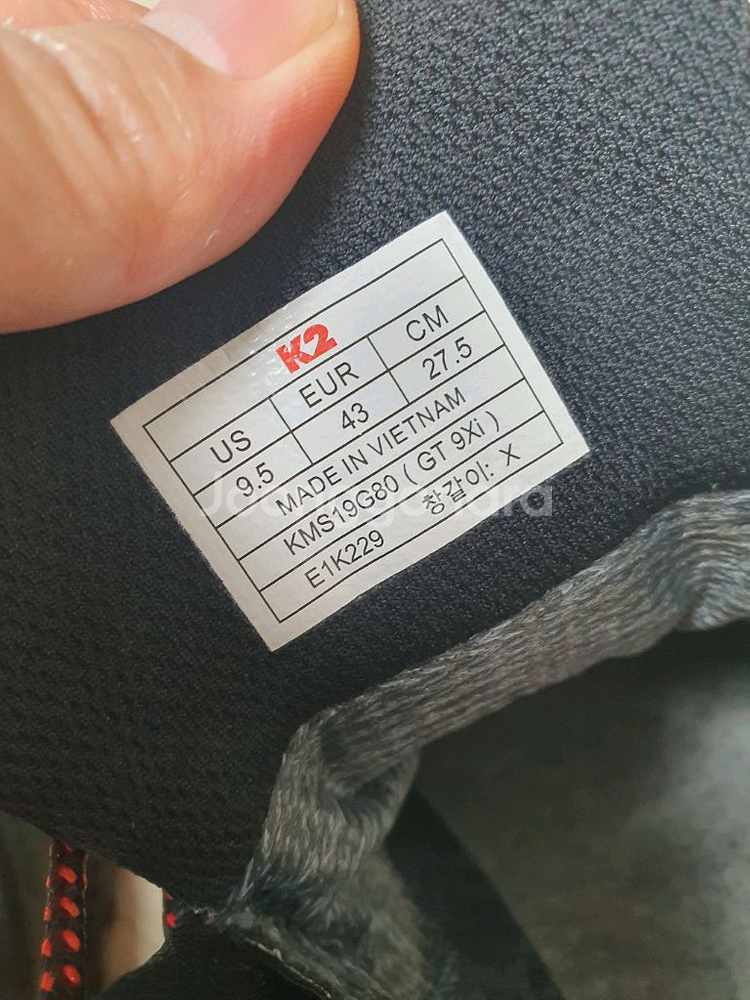 K2
US EUR CM
9.5 43 27.5
MADE IN VIETNAM
KMS19G80 ( GT 9Xi )
E1K229 창갈이: X
Joonggonara